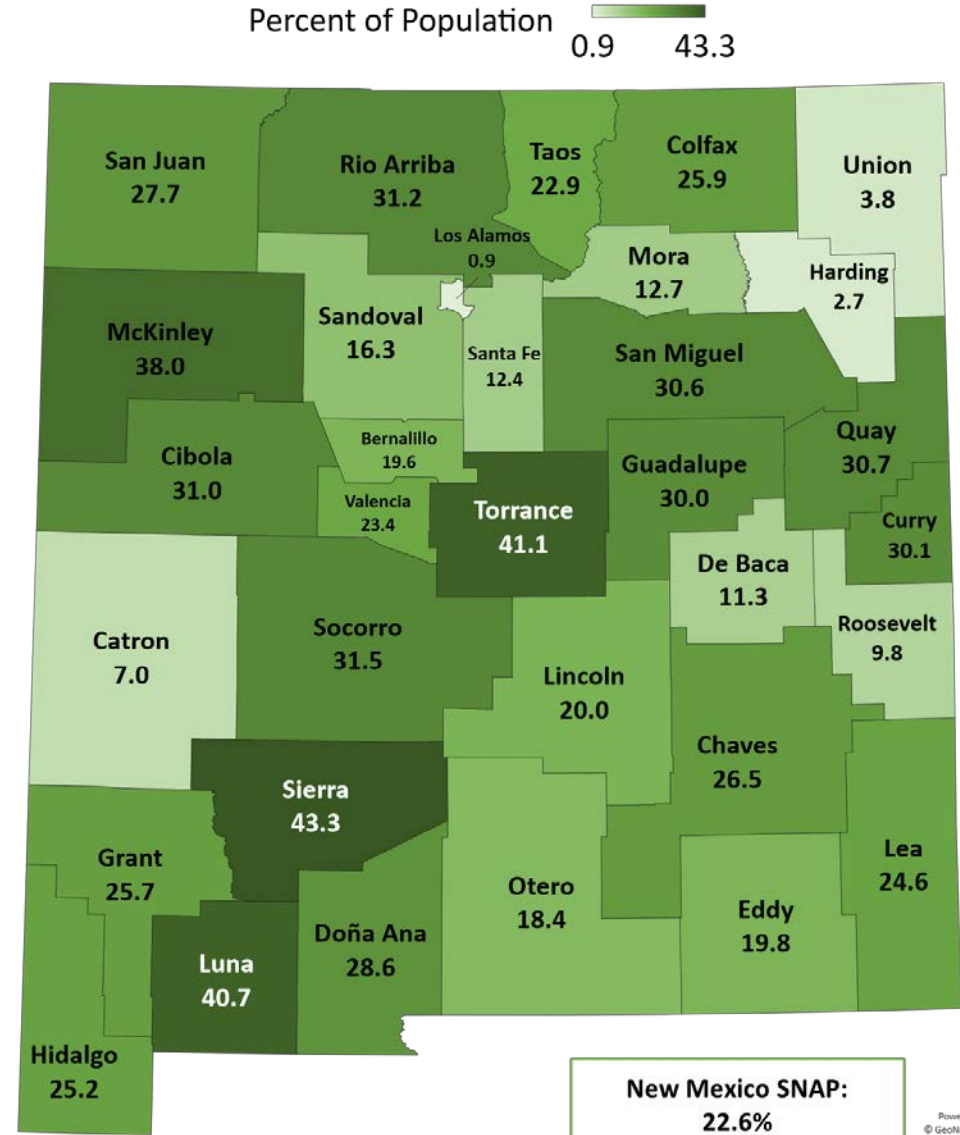 Percent of Population
0.9 43.3
San Juan
27.7
Rio Arriba
31.2
Taos
22.9
Colfax
25.9
Union
3.8
Los Alamos
0.9
Mora
12.7
Harding
2.7
McKinley
38.0
Sandoval
16.3
Santa Fe
12.4
San Miguel
30.6
Cibola
31.0
Bernalillo
19.6
Valencia
23.4
Torrance
41.1
Guadalupe
30.0
Quay
30.7
Curry
30.1
De Baca
11.3
Roosevelt
9.8
Catron
7.0
Socorro
31.5
Lincoln
20.0
Chaves
26.5
Sierra
43.3
Grant
25.7
Luna
40.7
Doña Ana
28.6
Otero
18.4
Eddy
19.8
Lea
24.6
Hidalgo
25.2
New Mexico SNAP:
22.6%
Powe
© GeoN